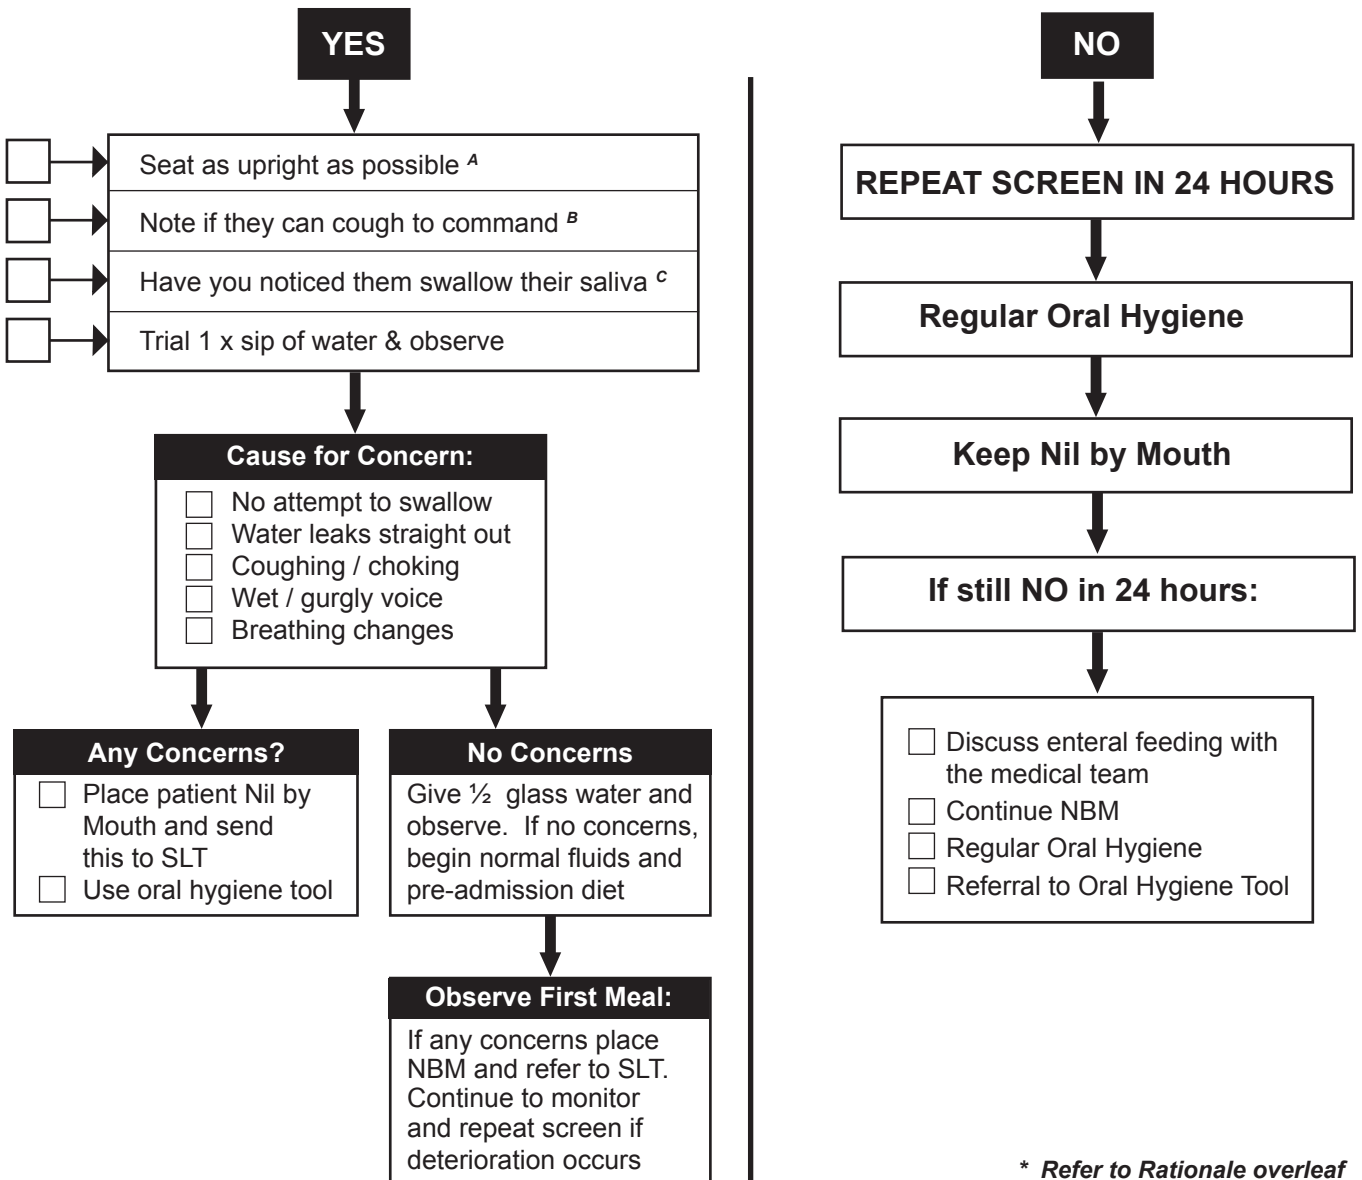 YES
Seat as upright as possible A
Note if they can cough to command B
Have you noticed them swallow their saliva C
Trial 1 x sip of water & observe
Cause for Concern:
No attempt to swallow
Water leaks straight out
Coughing / choking
Wet / gurgly voice
Breathing changes
Any Concerns?
Place patient Nil by
Mouth and send
this to SLT
Use oral hygiene tool
No Concerns
Give ½ glass water and
observe. If no concerns,
begin normal fluids and
pre-admission diet
Observe First Meal:
If any concerns place
NBM and refer to SLT.
Continue to monitor
and repeat screen if
deterioration occurs
NO
REPEAT SCREEN IN 24 HOURS
Regular Oral Hygiene
Keep Nil by Mouth
If still NO in 24 hours:
Discuss enteral feeding with
the medical team
Continue NBM
Regular Oral Hygiene
Referral to Oral Hygiene Tool
* Refer to Rationale overleaf